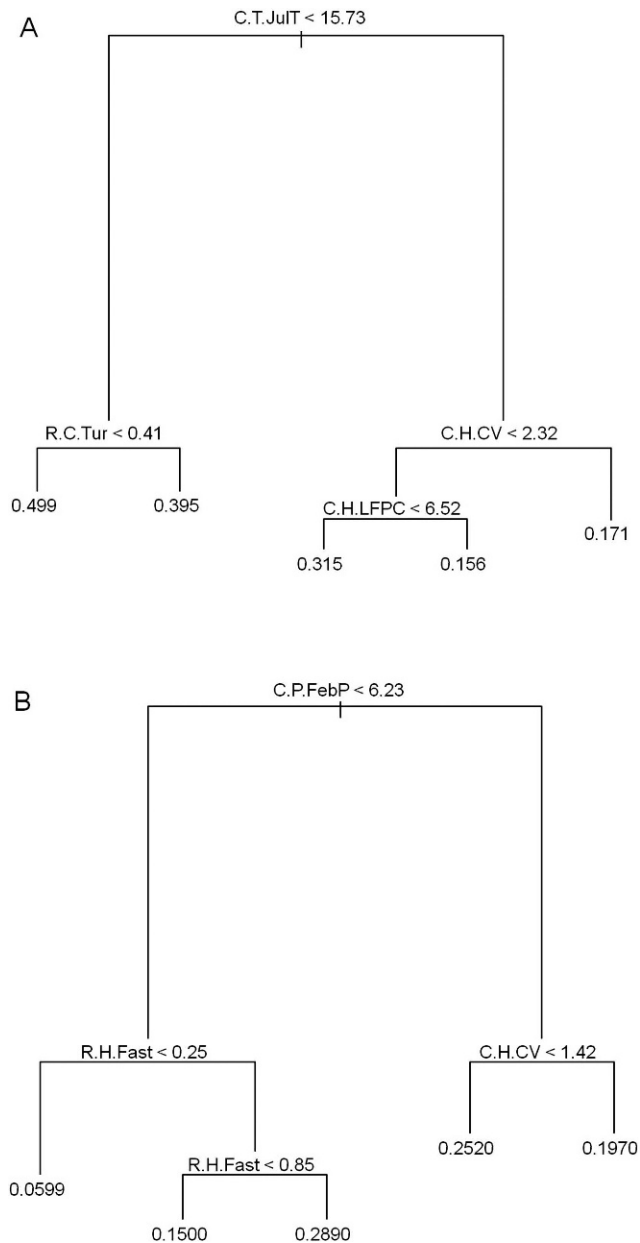 A
C.T.JulT < 15.73
R.C.Tur < 0.41
C.H.CV < 2.32
0.499
0.395
C.H.LFPC < 6.52
0.171
0.315
0.156
B
C.P.FebP < 6.23
R.H.Fast < 0.25
C.H.CV < 1.42
0.2520
0.1970
R.H.Fast < 0.85
0.0599
0.1500
0.2890